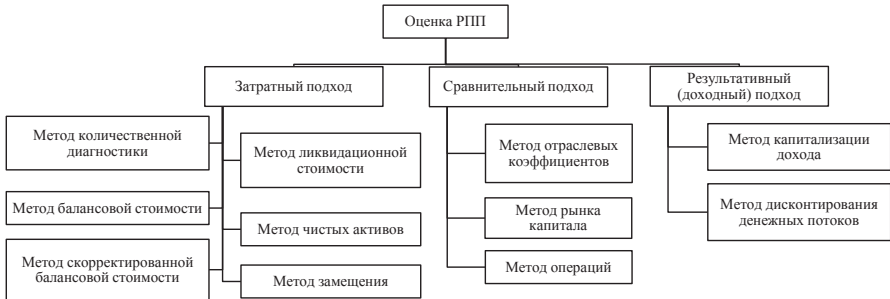 Оценка РПП
Затратный подход
Сравнительный подход
Результативный
(доходный) подход
Метод количественной
диагностики
Метод ликвидационной
стоимости
Метод балансовой стоимости
Метод чистых активов
Метод скорректированной
балансовой стоимости
Метод замещения
Метод отраслевых
коэффициентов
Метод рынка
капитала
Метод операций
Метод капитализации
дохода
Метод дисконтирования
денежных потоков